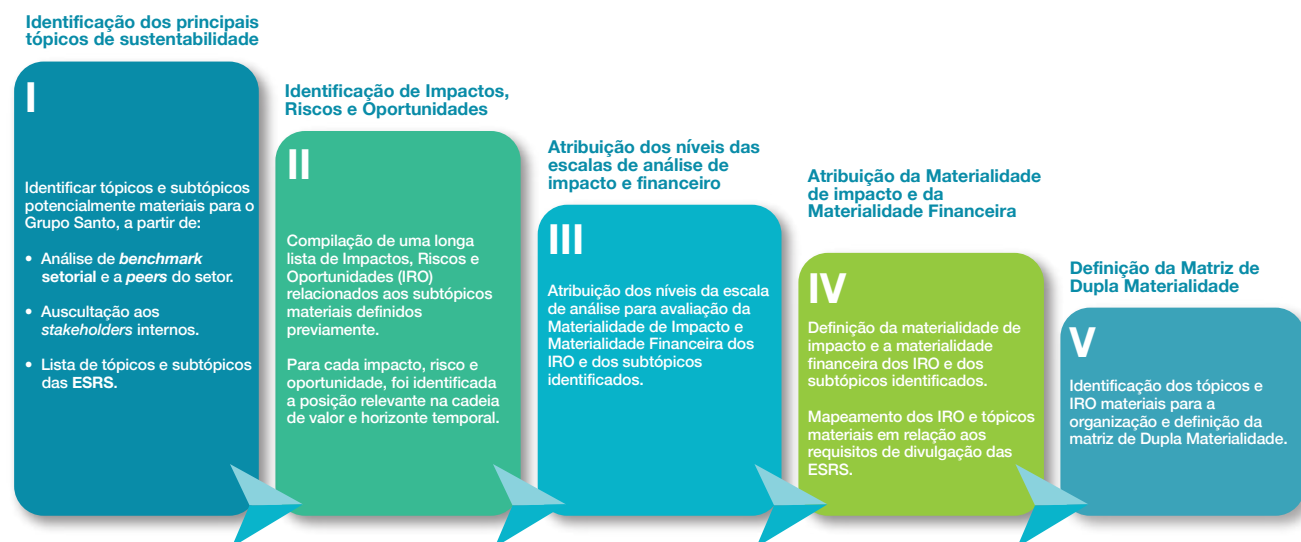 Identificação dos principais
tópicos de sustentabilidade
I
Identificar tópicos e subtópicos
potencialmente materiais para o
Grupo Santo, a partir de:
• Análise de benchmark
setorial e a peers do setor.
• Auscultação aos
stakeholders internos.
• Lista de tópicos e subtópicos
das ESRS.
Identificação de Impactos,
Riscos e Oportunidades
II
Compilação de uma longa
lista de Impactos, Riscos e
Oportunidades (IRO)
relacionados aos subtópicos
materiais definidos
previamente.
Para cada impacto, risco e
oportunidade, foi identificada
a posição relevante na cadeia
de valor e horizonte temporal.
Atribuição dos níveis das
escalas de análise de
impacto e financeiro
III
Atribuição dos níveis da escala
de análise para avaliação da
Materialidade de Impacto e
Materialidade Financeira dos
IRO e dos subtópicos
identificados.
Atribuição da Materialidade
de impacto e da
Materialidade Financeira
IV
Definição da materialidade de
impacto e a materialidade
financeira dos IRO e dos
subtópicos identificados.
Mapeamento dos IRO e tópicos
materiais em relação aos
requisitos de divulgação das
ESRS.
Definição da Matriz de
Dupla Materialidade
V
Identificação dos tópicos e
IRO materiais para a
organização e definição da
matriz de Dupla Materialidade.